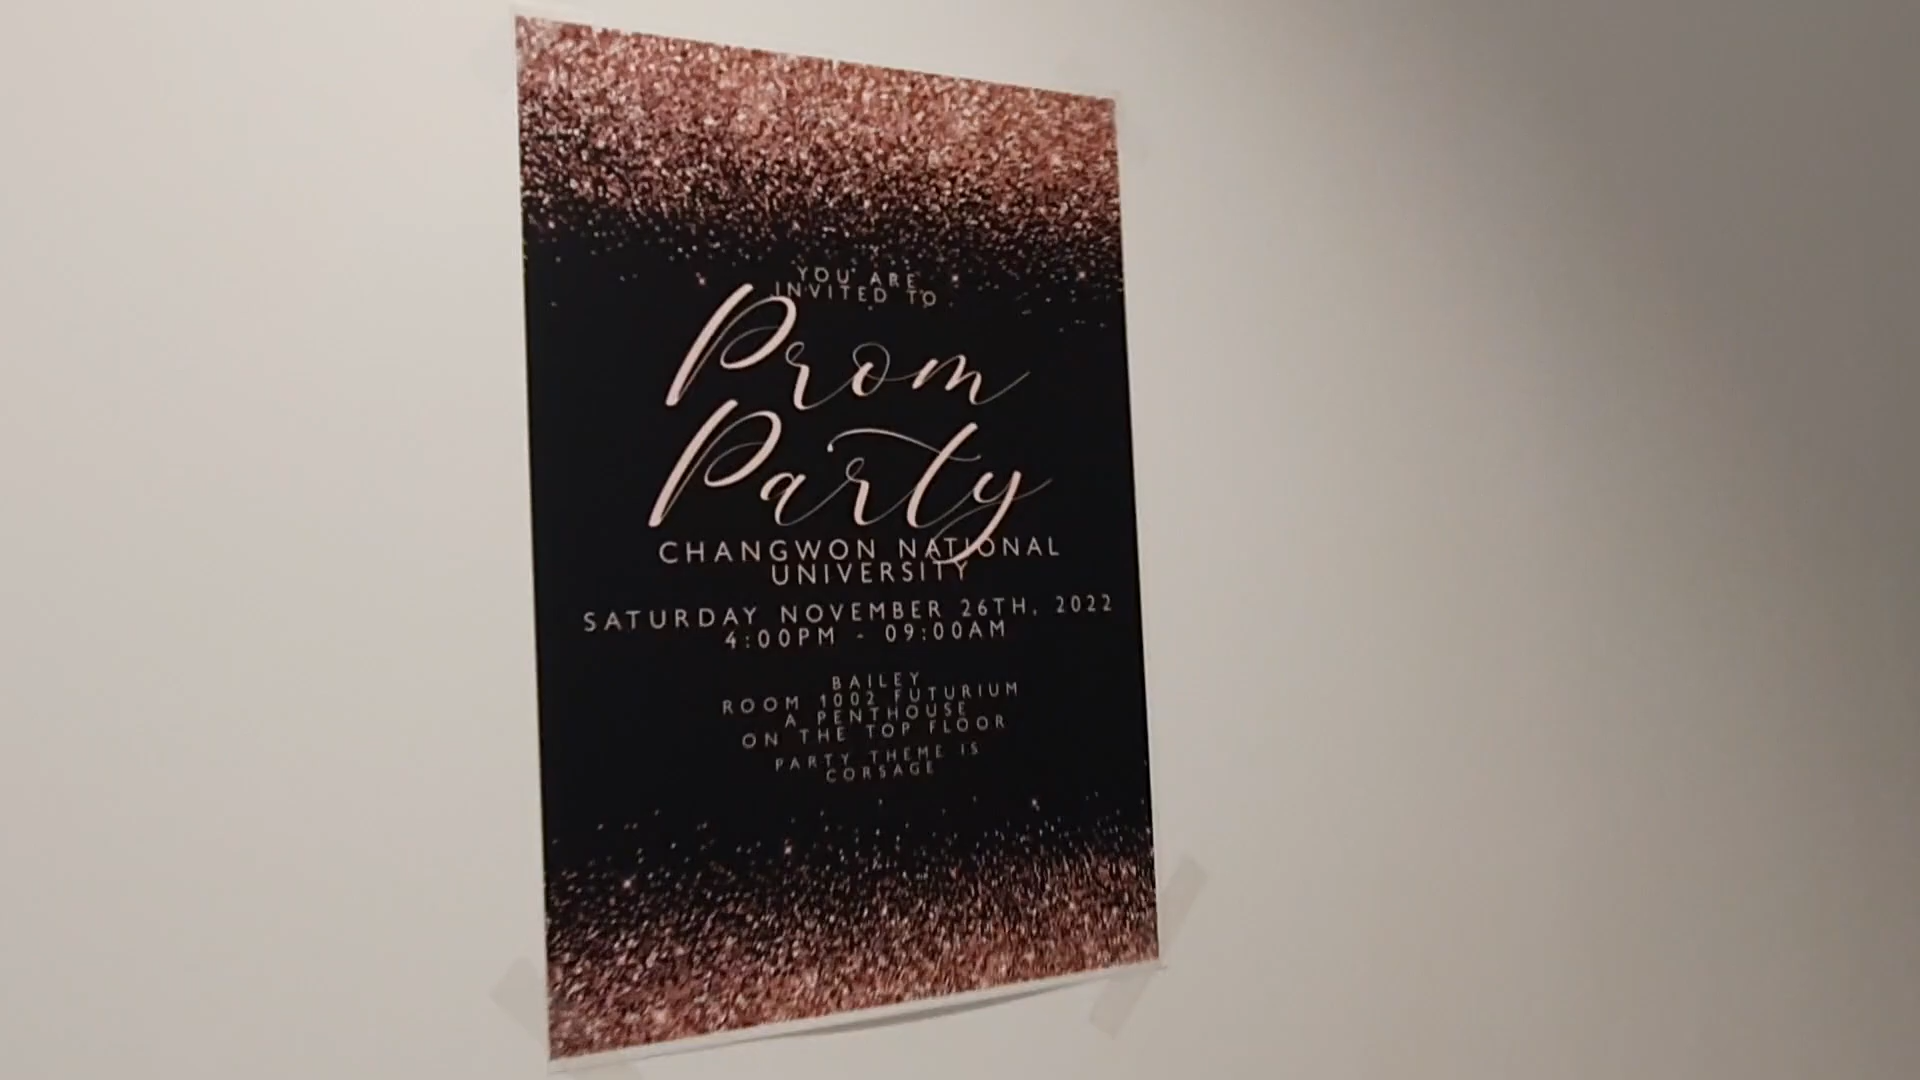 YOU ARE
INVITED TO
Prom
Party
CHANGWON NATIONAL
UNIVERSITY
SATURDAY NOVEMBER 26TH, 2022
4:00PM - 09:00AM
BAILEY
ROOM 1002 FUTURIUM
A PENTHOUSE
ON THE TOP FLOOR
PARTY THEME IS
CORSAGE